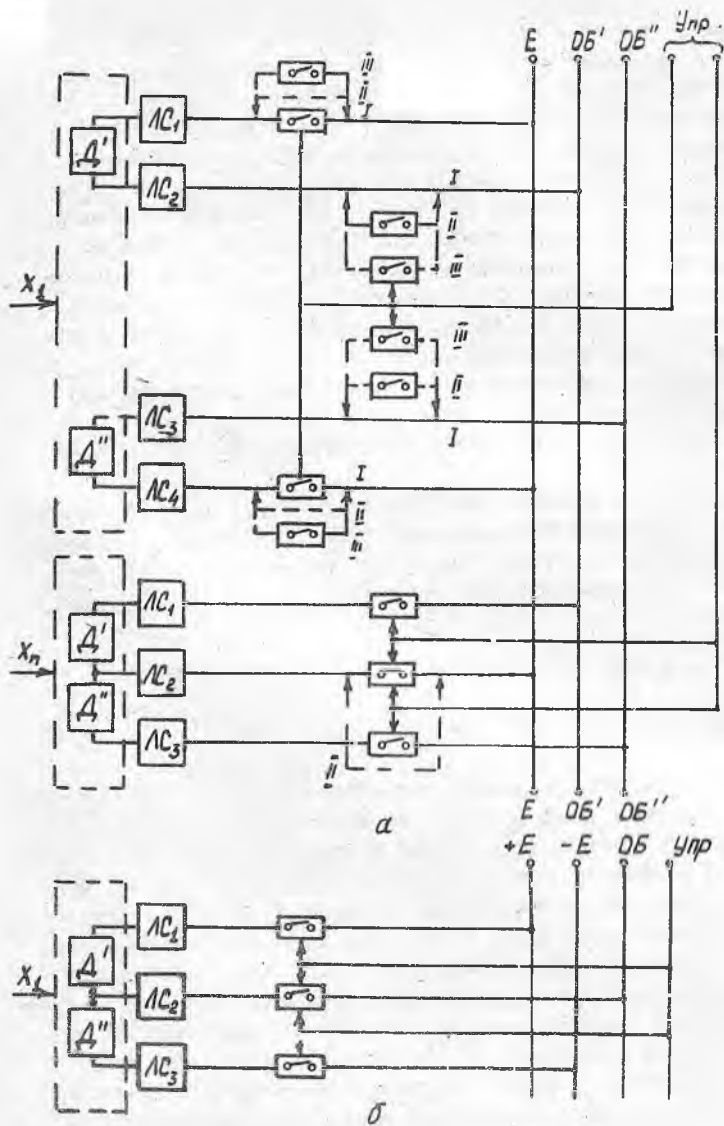 Упр.
E ОБ' ОБ"
III
II
I
Д' ЛС₁
ЛС₂
I
II
III
X₁
III
II
I
Д" ЛС₃
ЛС₄
I
II
III
Xₙ
Д' ЛС₁
Д" ЛС₂
ЛС₃
II
E ОБ' ОБ''
а
+E -E ОБ Упр
X₁
Д' ЛС₁
Д" ЛС₂
ЛС₃
б